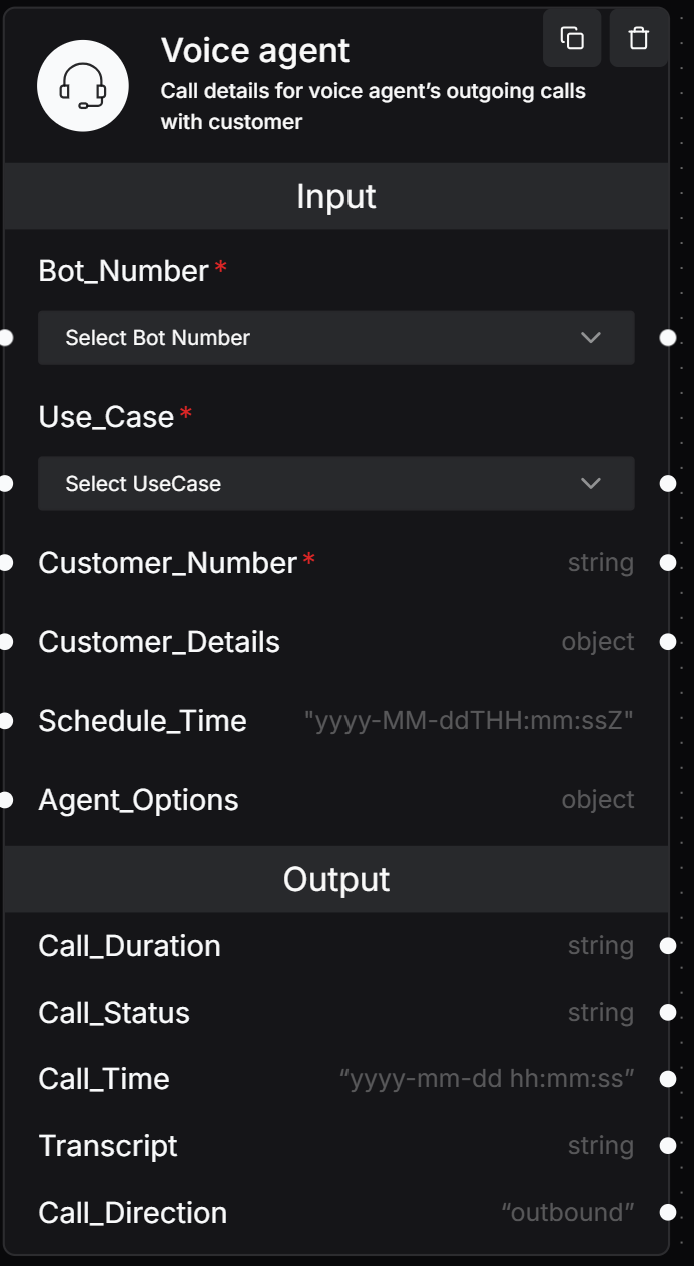 Voice agent
Call details for voice agent’s outgoing calls
with customer
Input
Bot_Number *
Select Bot Number
Use_Case *
Select UseCase
Customer_Number * string
Customer_Details object
Schedule_Time "yyyy-MM-ddTHH:mm:ssZ"
Agent_Options object
Output
Call_Duration string
Call_Status string
Call_Time “yyyy-mm-dd hh:mm:ss”
Transcript string
Call_Direction “outbound”